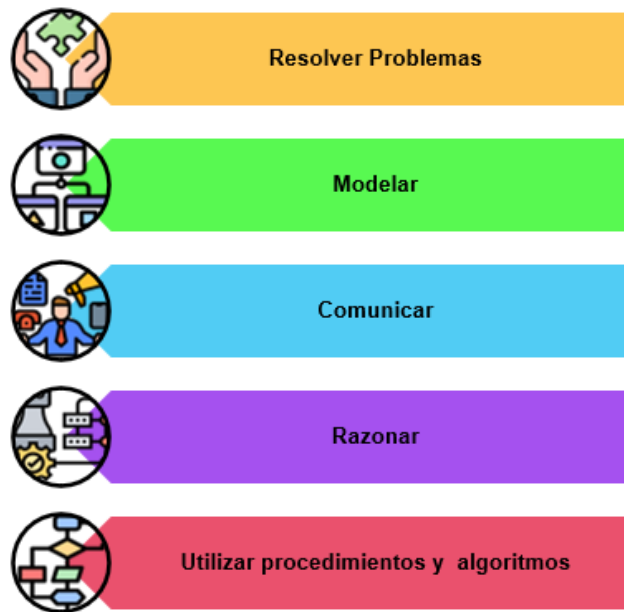 Resolver Problemas
Modelar
Comunicar
Razonar
Utilizar procedimientos y  algoritmos